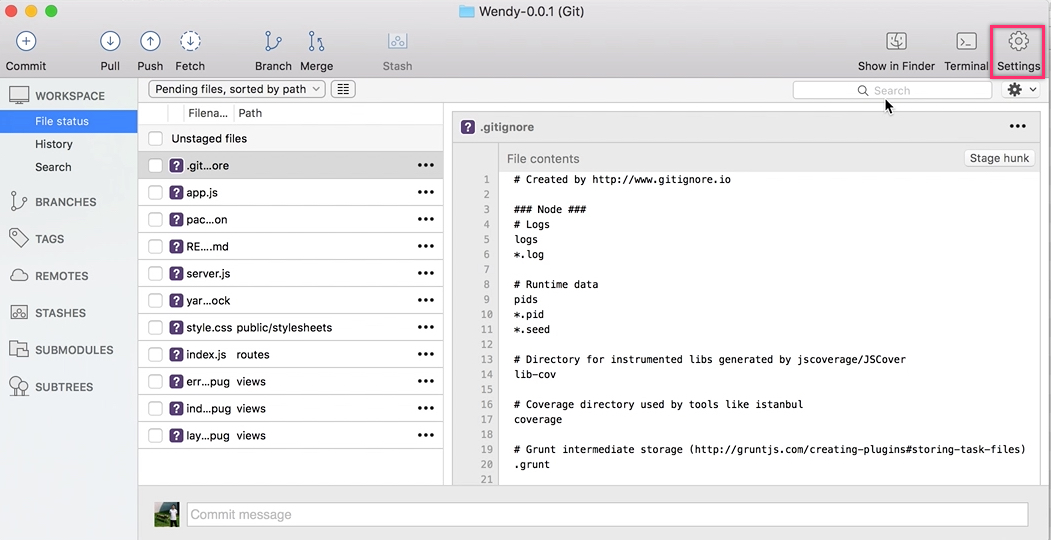 Wendy-0.0.1 (Git)
Commit Pull Push Fetch Branch Merge Stash Show in Finder Terminal Settings
Pending files, sorted by path
Search
WORKSPACE
File status
History
Search
BRANCHES
TAGS
REMOTES
STASHES
SUBMODULES
SUBTREES
Filena... Path
Unstaged files
? .git...ore •••
? app.js •••
? pac...on •••
? RE....md •••
? server.js •••
? yar...ock •••
? style.css public/stylesheets •••
? index.js routes •••
? err...pug views •••
? ind...pug views •••
? lay...pug views •••
? .gitignore •••
File contents Stage hunk
1 # Created by http://www.gitignore.io
2
3 ### Node ###
4 # Logs
5 logs
6 *.log
7
8 # Runtime data
9 pids
10 *.pid
11 *.seed
12
13 # Directory for instrumented libs generated by jscoverage/JSCover
14 lib-cov
15
16 # Coverage directory used by tools like istanbul
17 coverage
18
19 # Grunt intermediate storage (http://gruntjs.com/creating-plugins#storing-task-files)
20 .grunt
21
Commit message